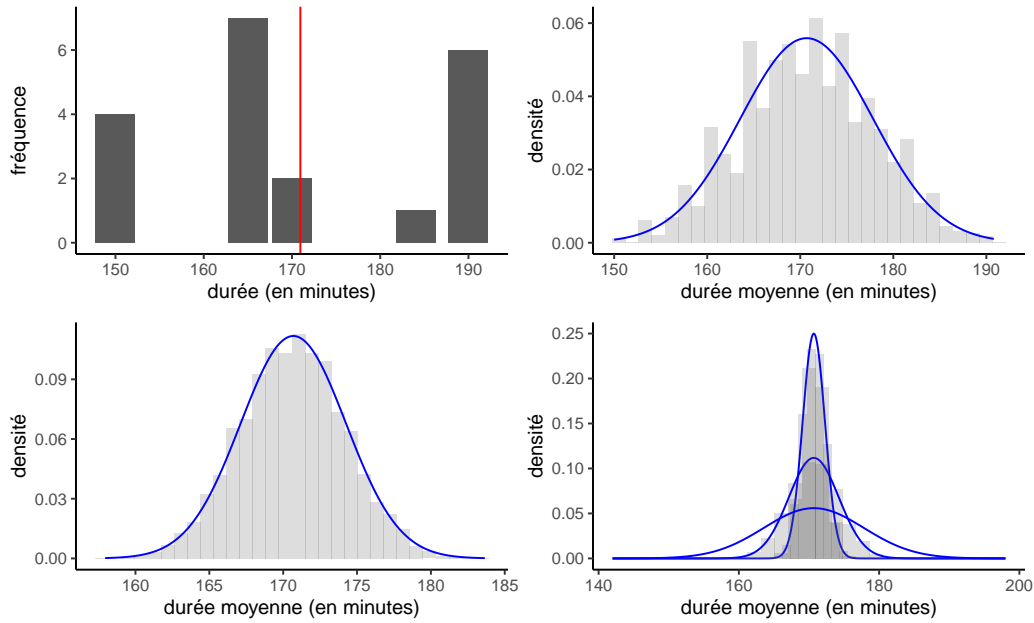 0
2
4
6
150 160 170 180 190
durée (en minutes)
fréquence
0.00
0.02
0.04
0.06
150 160 170 180 190
durée moyenne (en minutes)
densité
0.00
0.03
0.06
0.09
160 165 170 175 180 185
durée moyenne (en minutes)
densité
0.00
0.05
0.10
0.15
0.20
0.25
140 160 180 200
durée moyenne (en minutes)
densité